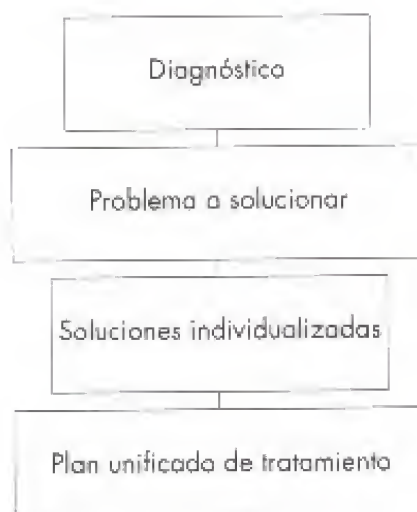 Diagnóstico
Problema a solucionar
Soluciones individualizadas
Plan unificado de tratamiento